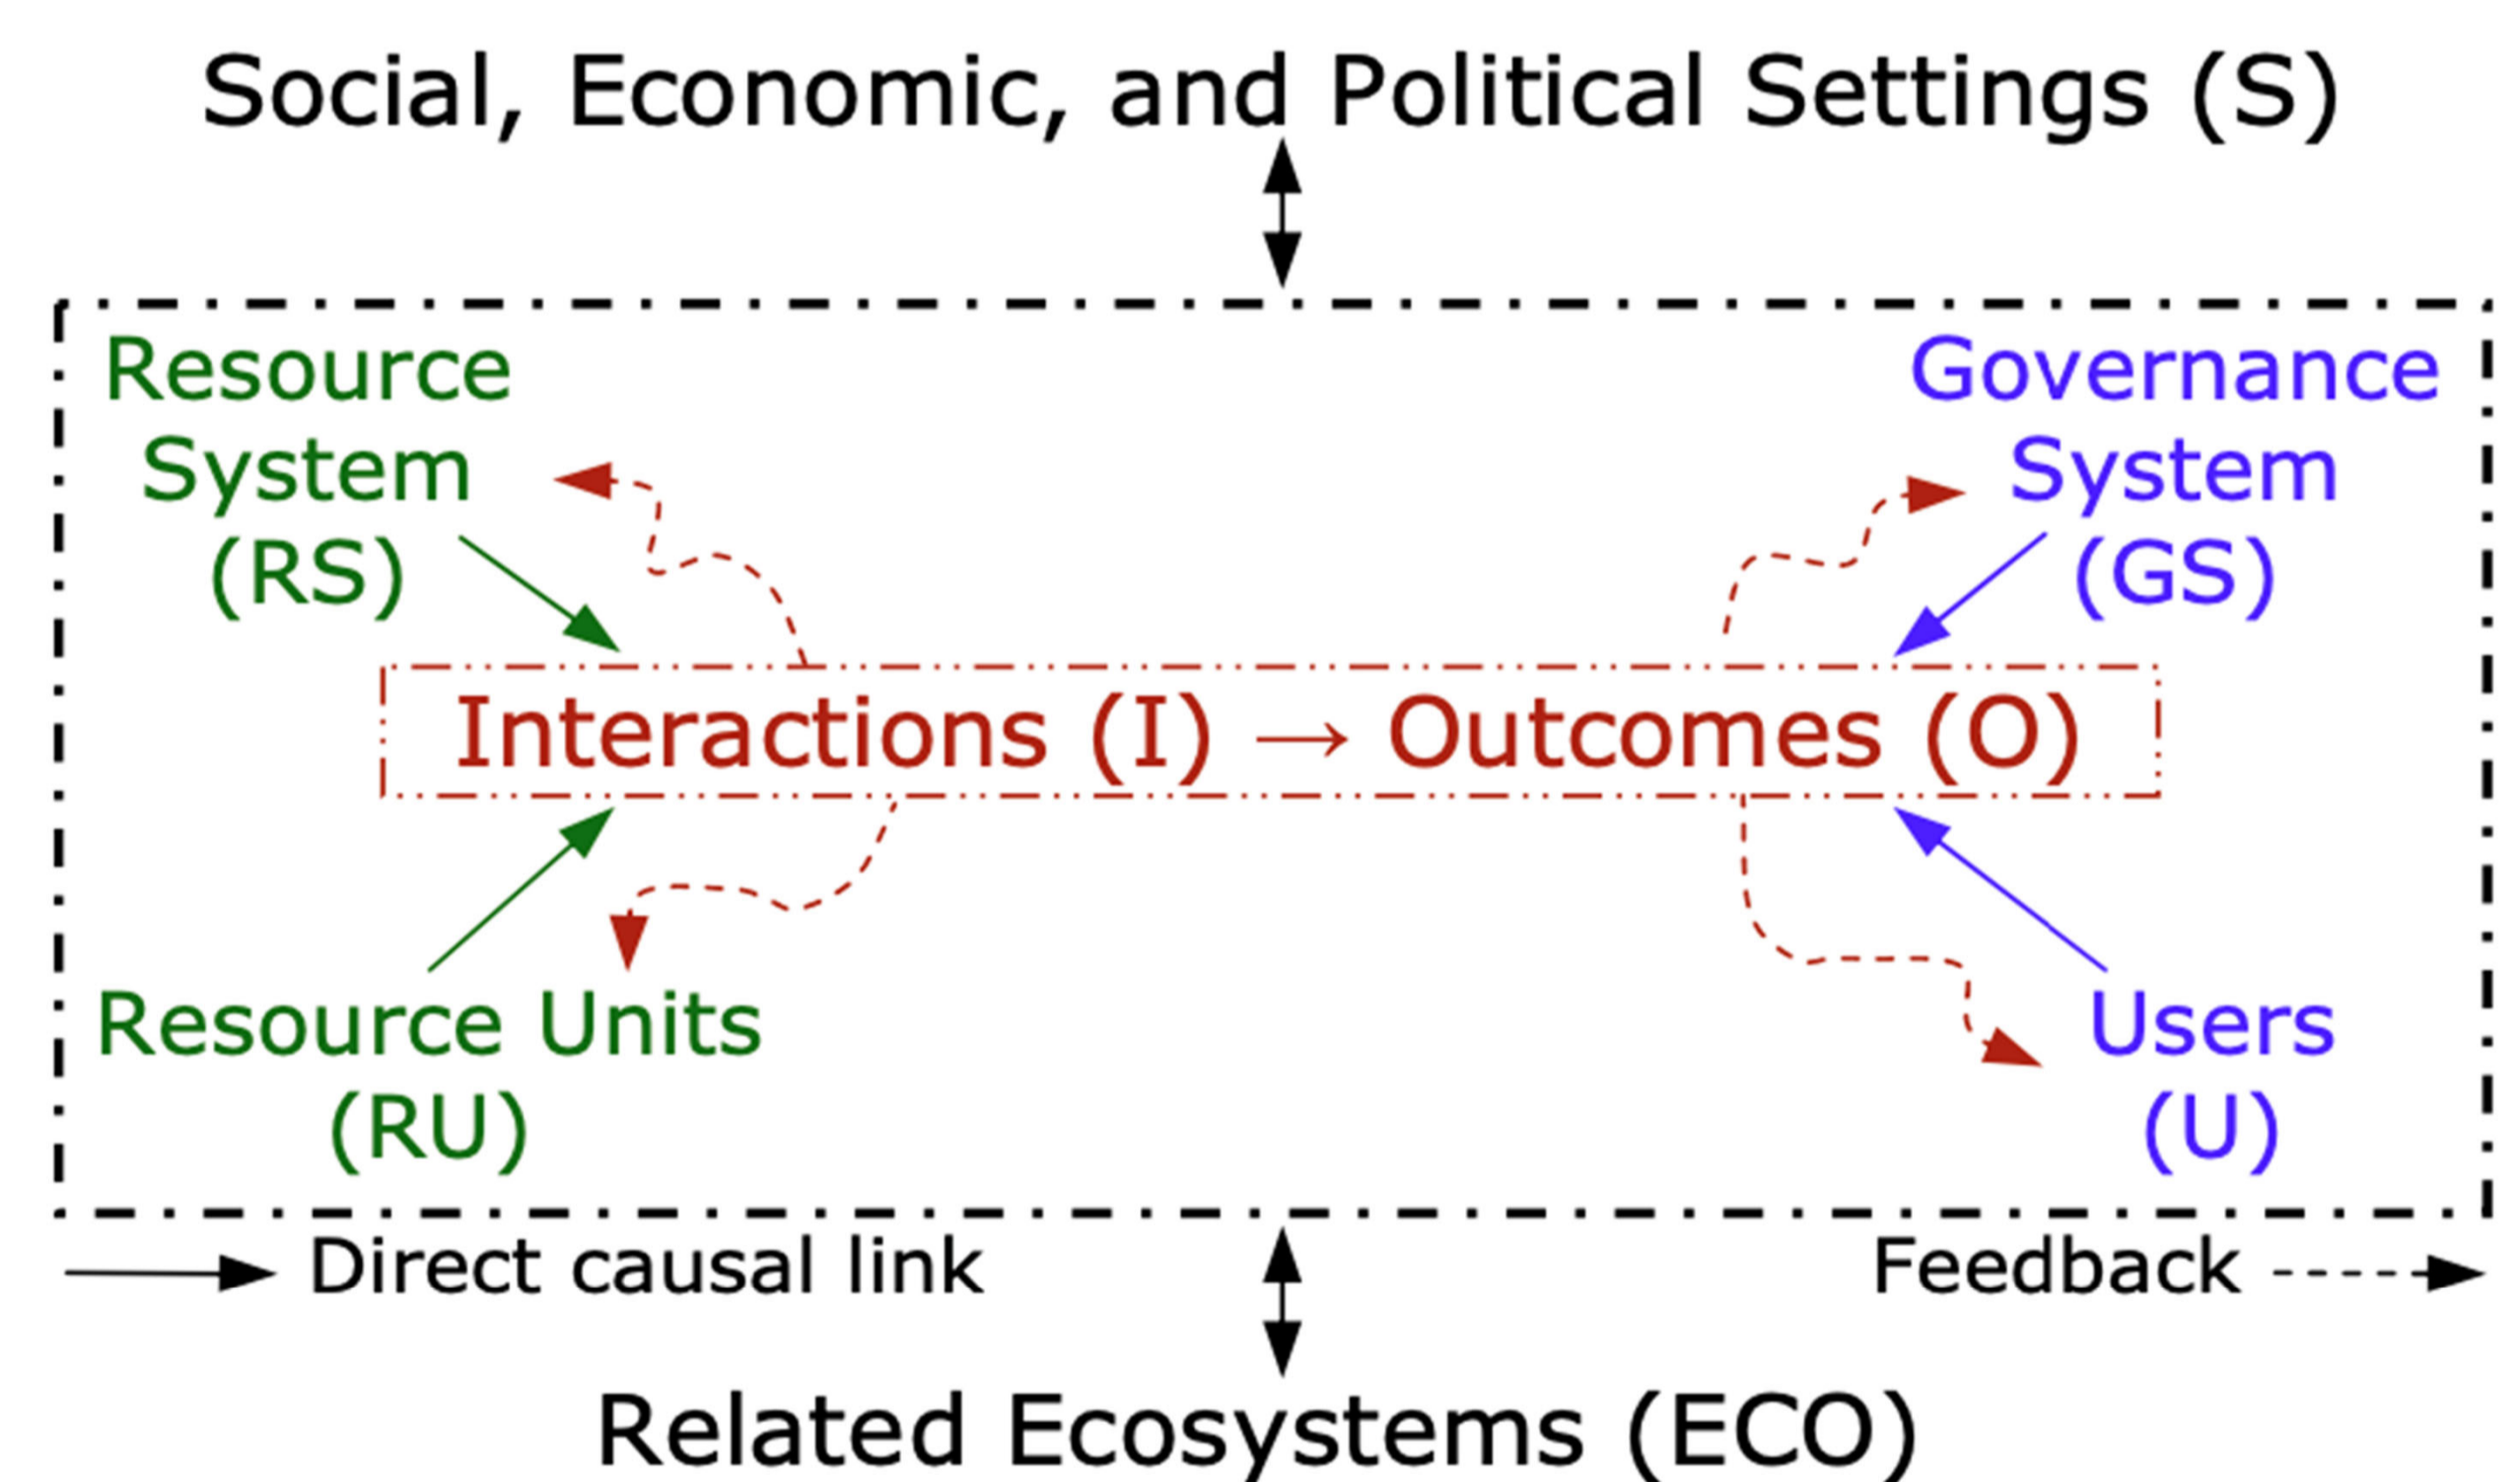 Social, Economic, and Political Settings (S)
Resource
System
(RS)
Governance
System
(GS)
Interactions (I) → Outcomes (O)
Resource Units
(RU)
Users
(U)
Direct causal link
Feedback
Related Ecosystems (ECO)